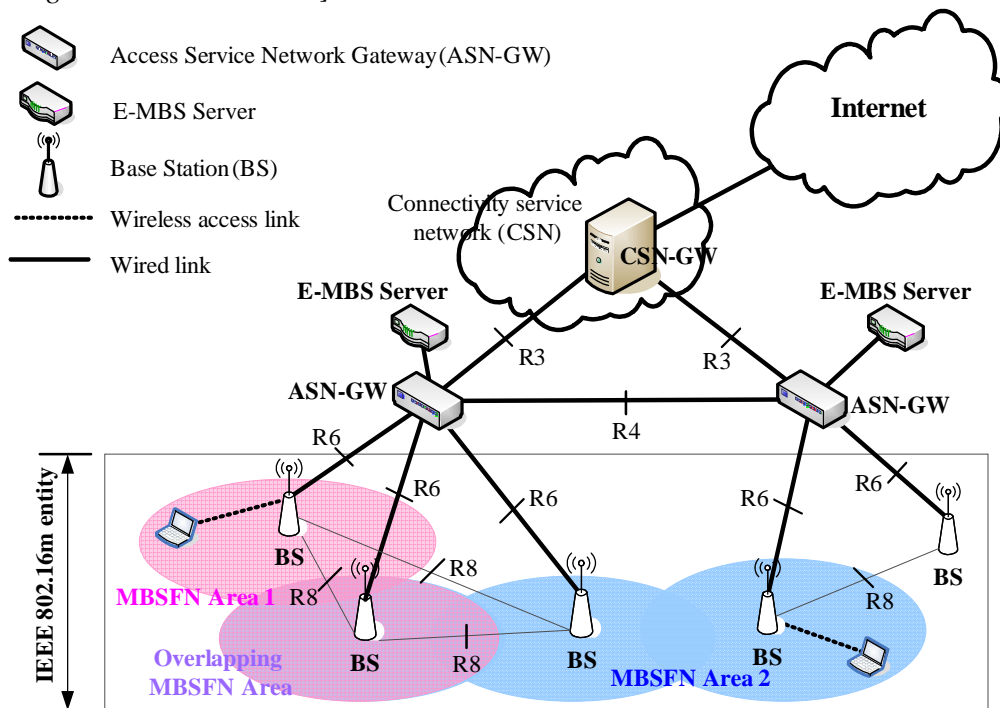 Access Service Network Gateway(ASN-GW)
E-MBS Server
Base Station(BS)
Wireless access link
Wired link
Internet
Connectivity service
network (CSN)
CSN-GW
E-MBS Server
E-MBS Server
R3
R3
ASN-GW
ASN-GW
R4
R6
R6
R6
R6
R6
IEEE 802.16m entity
BS
BS
R8
R8
R8
MBSFN Area 1
R8
BS
BS
BS
Overlapping
MBSFN Area
MBSFN Area 2